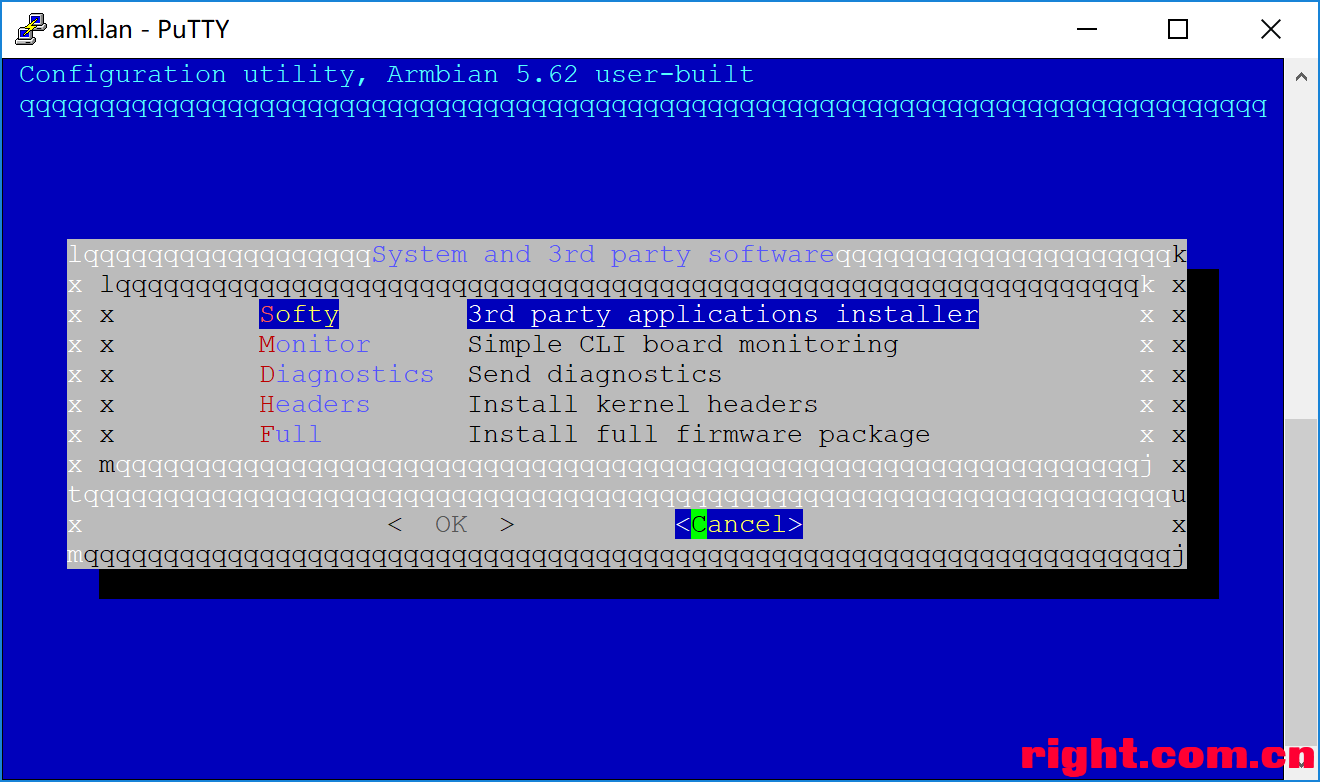 aml.lan - PuTTY
Configuration utility, Armbian 5.62 user-built
qqqqqqqqqqqqqqqqqqqqqqqqqqqqqqqqqqqqqqqqqqqqqqqqqqqqqqqqqqqqqqqqqqqqqqqqqqqqqq
lqqqqqqqqqqqqqqqqqqSystem and 3rd party softwareqqqqqqqqqqqqqqqqqqqqqk
x lqqqqqqqqqqqqqqqqqqqqqqqqqqqqqqqqqqqqqqqqqqqqqqqqqqqqqqqqqqqqqqqqk x
x x Softy 3rd party applications installer x x
x x Monitor Simple CLI board monitoring x x
x x Diagnostics Send diagnostics x x
x x Headers Install kernel headers x x
x x Full Install full firmware package x x
x mqqqqqqqqqqqqqqqqqqqqqqqqqqqqqqqqqqqqqqqqqqqqqqqqqqqqqqqqqqqqqqqqj x
tqqqqqqqqqqqqqqqqqqqqqqqqqqqqqqqqqqqqqqqqqqqqqqqqqqqqqqqqqqqqqqqqqqqqu
x < OK > <Cancel> x
mqqqqqqqqqqqqqqqqqqqqqqqqqqqqqqqqqqqqqqqqqqqqqqqqqqqqqqqqqqqqqqqqqqqqj
right.com.cn